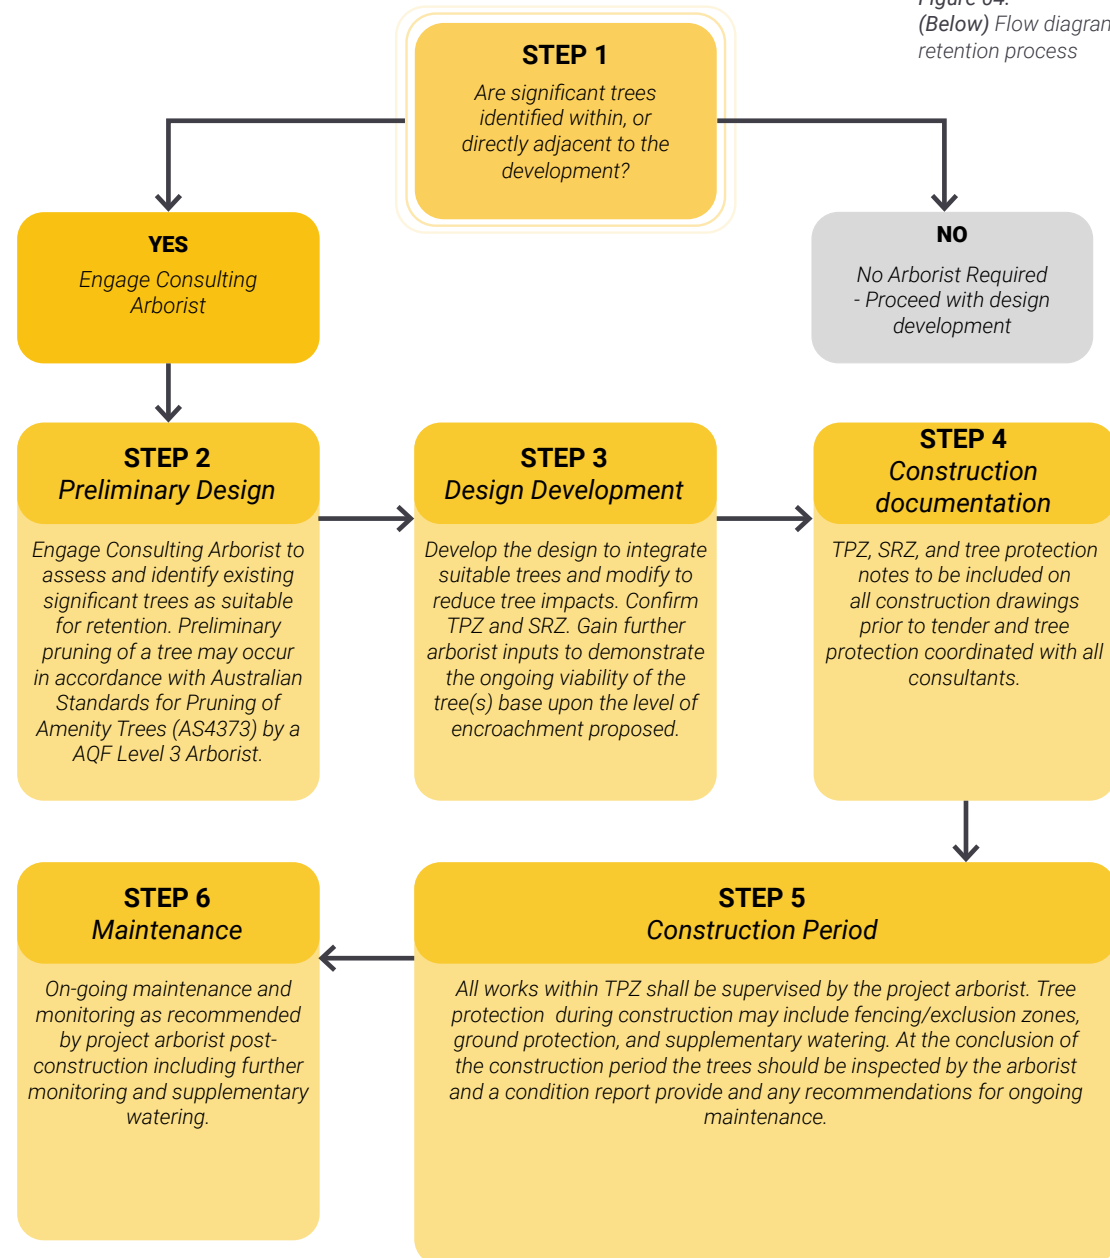 Figure 04:
(Below) Flow diagram
retention process
STEP 1
Are significant trees
identified within, or
directly adjacent to the
development?
YES
Engage Consulting
Arborist
NO
No Arborist Required
- Proceed with design
development
STEP 2
Preliminary Design
Engage Consulting Arborist to
assess and identify existing
significant trees as suitable
for retention. Preliminary
pruning of a tree may occur
in accordance with Australian
Standards for Pruning of
Amenity Trees (AS4373) by a
AQF Level 3 Arborist.
STEP 3
Design Development
Develop the design to integrate
suitable trees and modify to
reduce tree impacts. Confirm
TPZ and SRZ. Gain further
arborist inputs to demonstrate
the ongoing viability of the
tree(s) base upon the level of
encroachment proposed.
STEP 4
Construction
documentation
TPZ, SRZ, and tree protection
notes to be included on
all construction drawings
prior to tender and tree
protection coordinated with all
consultants.
STEP 5
Construction Period
All works within TPZ shall be supervised by the project arborist. Tree
protection during construction may include fencing/exclusion zones,
ground protection, and supplementary watering. At the conclusion of
the construction period the trees should be inspected by the arborist
and a condition report provide and any recommendations for ongoing
maintenance.
STEP 6
Maintenance
On-going maintenance and
monitoring as recommended
by project arborist post-
construction including further
monitoring and supplementary
watering.